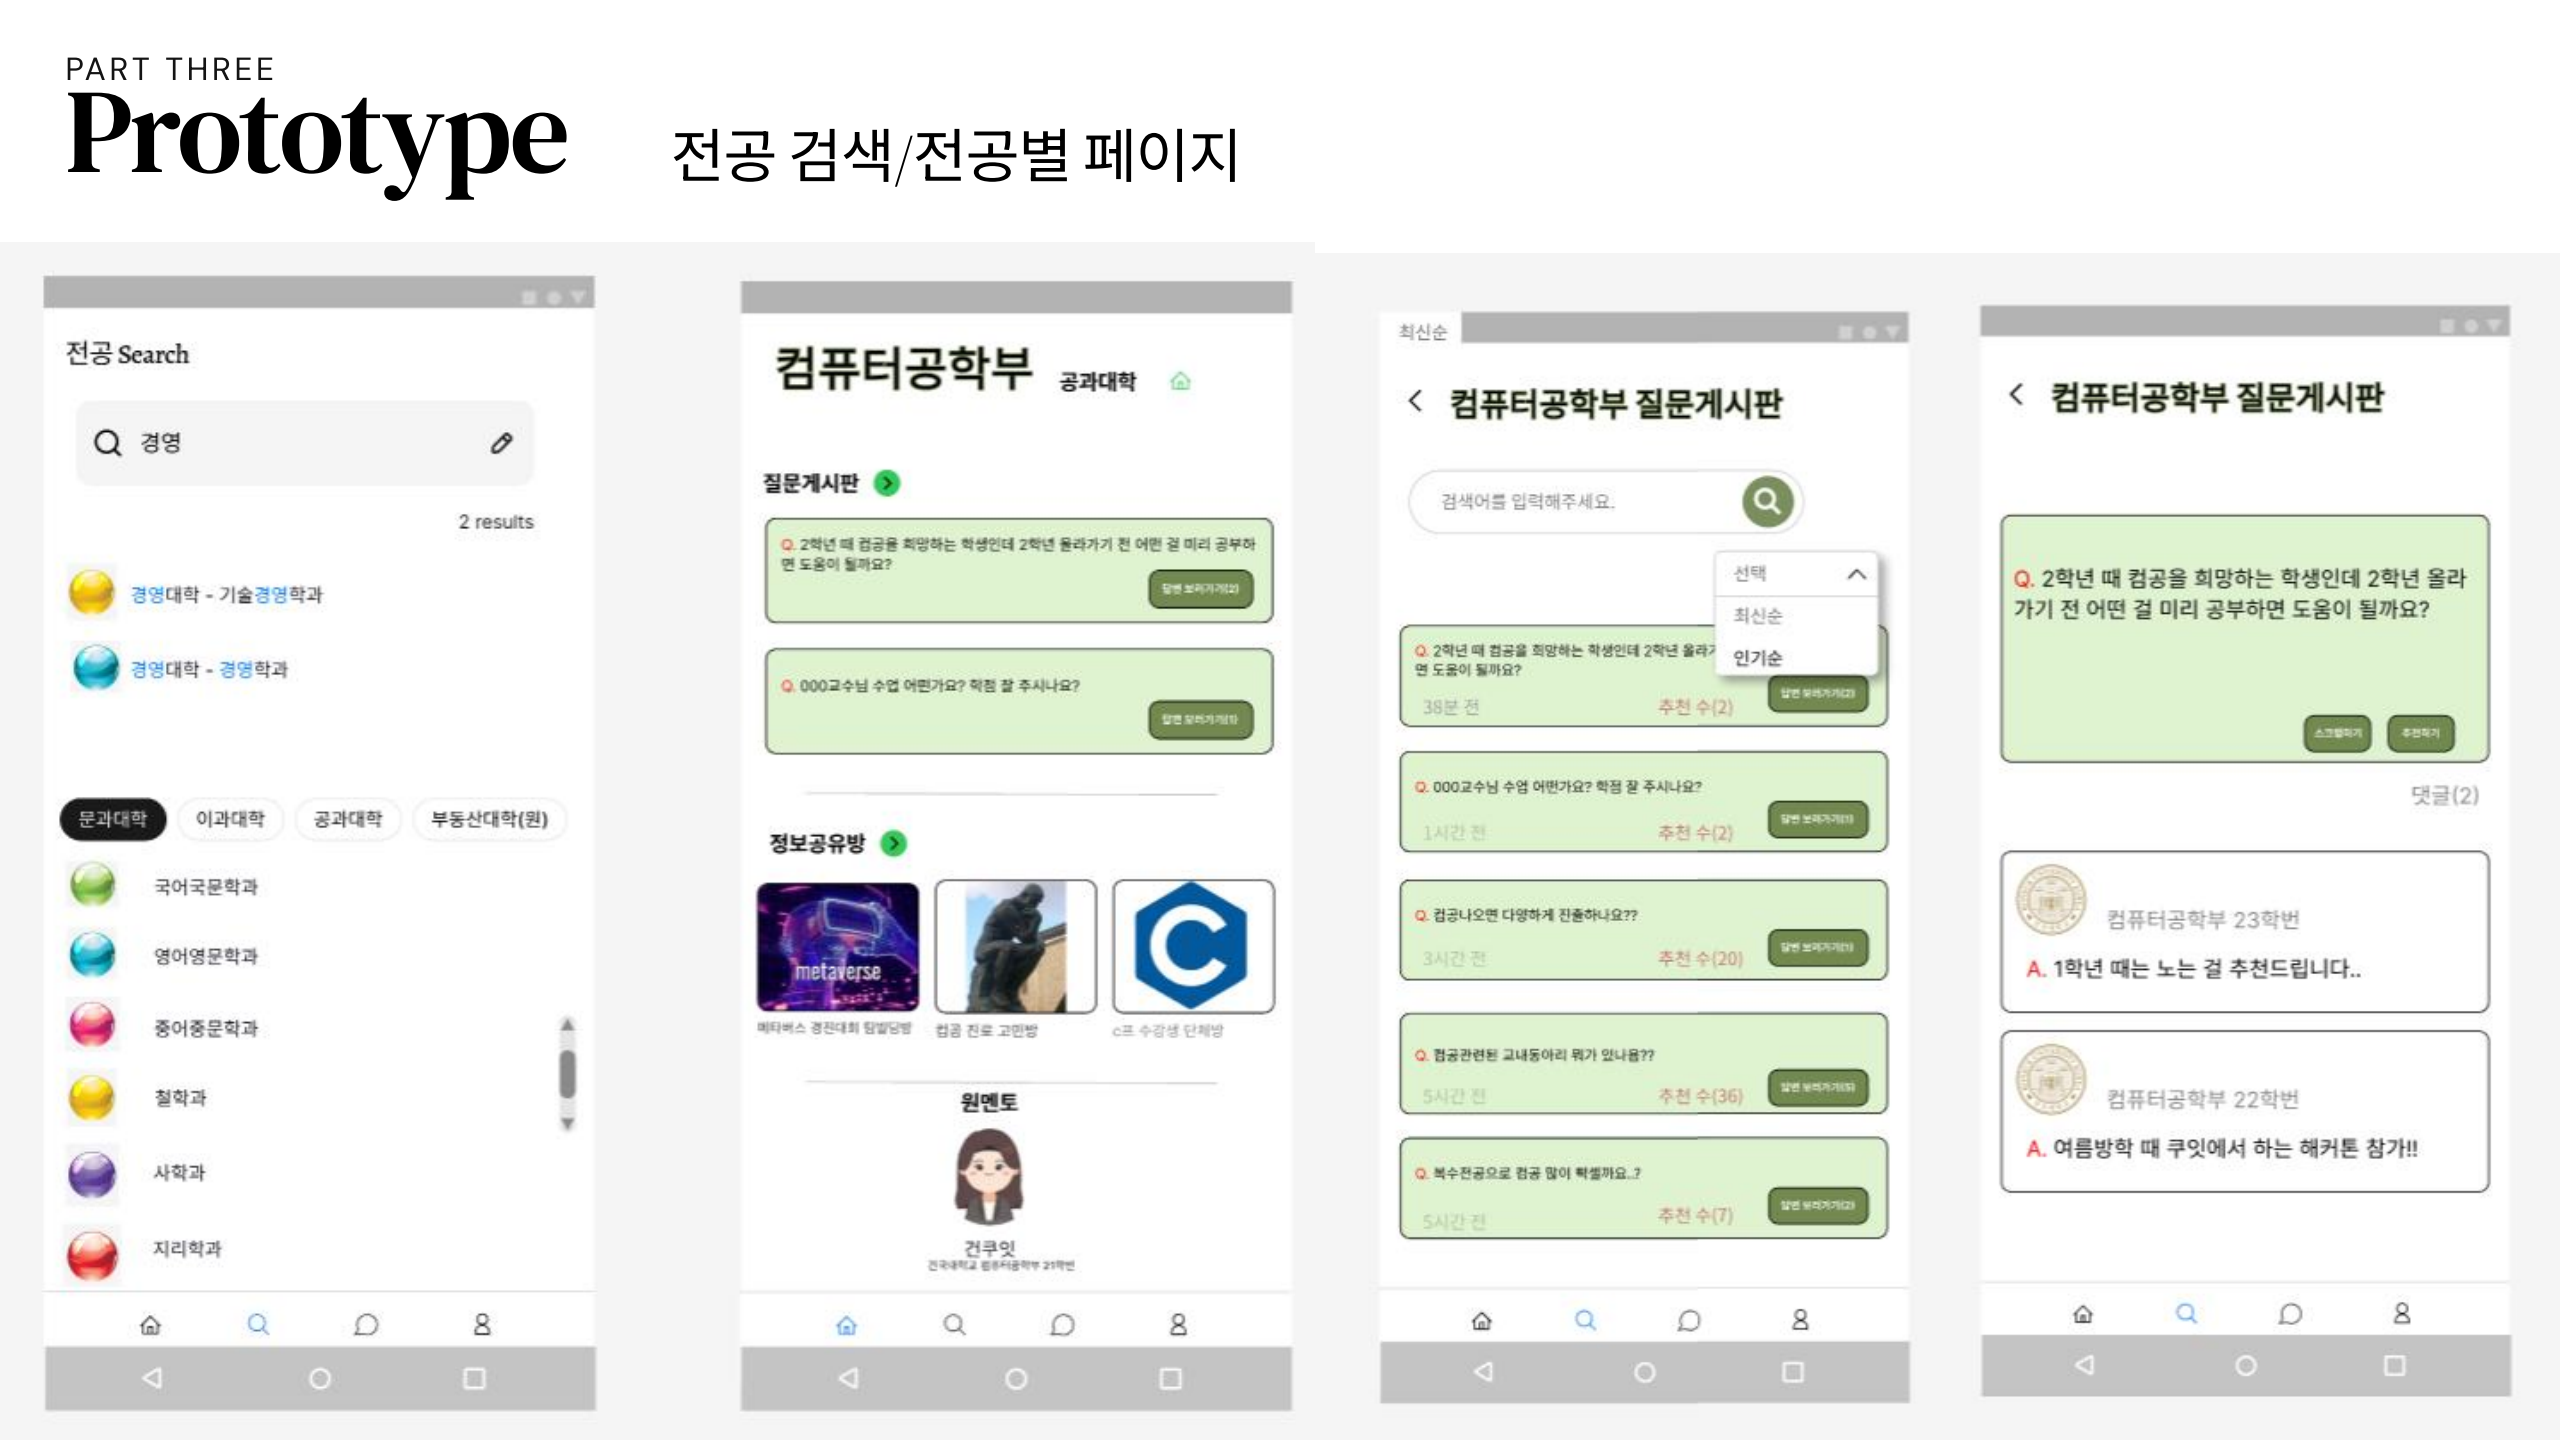 PART THREE
Prototype
전공 검색/전공별 페이지
전공 Search
경영
2 results
경영대학 - 기술경영학과
경영대학 - 경영학과
문과대학 이과대학 공과대학 부동산대학(원)
국어국문학과
영어영문학과
중어중문학과
철학과
사학과
지리학과
컴퓨터공학부 공과대학
질문게시판
Q. 2학년 때 컴공을 희망하는 학생인데 2학년 올라가기 전 어떤 걸 미리 공부하
면 도움이 될까요?
답변 보러가기(2)
Q. 000교수님 수업 어떤가요? 학점 잘 주시나요?
답변 보러가기(1)
정보공유방
metaverse
메타버스 경진대회 팀빌딩방 컴공 진로 고민방 c프 수강생 단체방
원멘토
건쿠잇
건국대학교 컴퓨터공학부 21학번
최신순
컴퓨터공학부 질문게시판
검색어를 입력해주세요.
선택
최신순
인기순
Q. 2학년 때 컴공을 희망하는 학생인데 2학년 올라가
면 도움이 될까요?
38분 전 추천 수(2) 답변 보러가기(2)
Q. 000교수님 수업 어떤가요? 학점 잘 주시나요?
1시간 전 추천 수(2) 답변 보러가기(1)
Q. 컴공나오면 다양하게 진출하나요??
3시간 전 추천 수(20) 답변 보러가기(1)
Q. 컴공관련된 교내동아리 뭐가 있나욤??
5시간 전 추천 수(36) 답변 보러가기(5)
Q. 복수전공으로 컴공 많이 빡셀까요..?
5시간 전 추천 수(7) 답변 보러가기(2)
컴퓨터공학부 질문게시판
Q. 2학년 때 컴공을 희망하는 학생인데 2학년 올라
가기 전 어떤 걸 미리 공부하면 도움이 될까요?
스크랩하기 추천하기
댓글(2)
컴퓨터공학부 23학번
A. 1학년 때는 노는 걸 추천드립니다..
컴퓨터공학부 22학번
A. 여름방학 때 쿠잇에서 하는 해커톤 참가!!